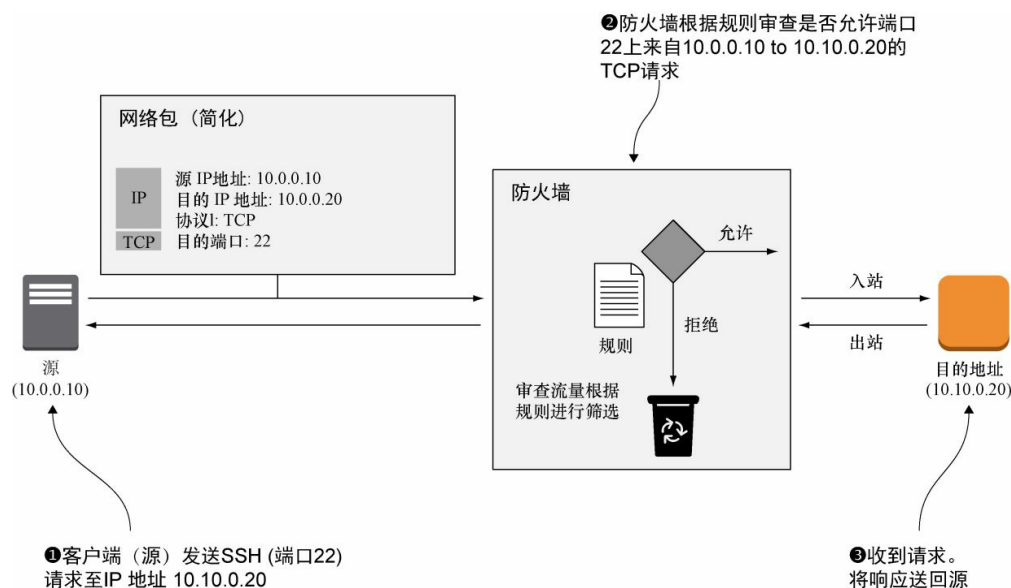 ❷防火墙根据规则审查是否允许端口
22上来自10.0.0.10 to 10.10.0.20的
TCP请求
网络包（简化）
IP
源 IP地址: 10.0.0.10
目的 IP 地址: 10.0.0.20
协议l: TCP
TCP
目的端口: 22
防火墙
允许
规则
拒绝
审查流量根据
规则进行筛选
入站
出站
源
(10.0.0.10)
目的地址
(10.10.0.20)
❶客户端（源）发送SSH (端口22)
请求至IP 地址 10.10.0.20
❸收到请求。
将响应送回源